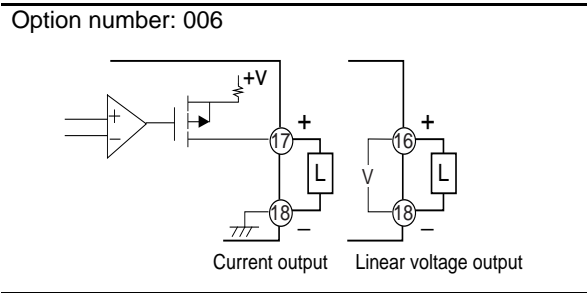 Option number: 006
+V
+
−
+
17
L
18
−
+
16
V
L
18
−
Current output
Linear voltage output